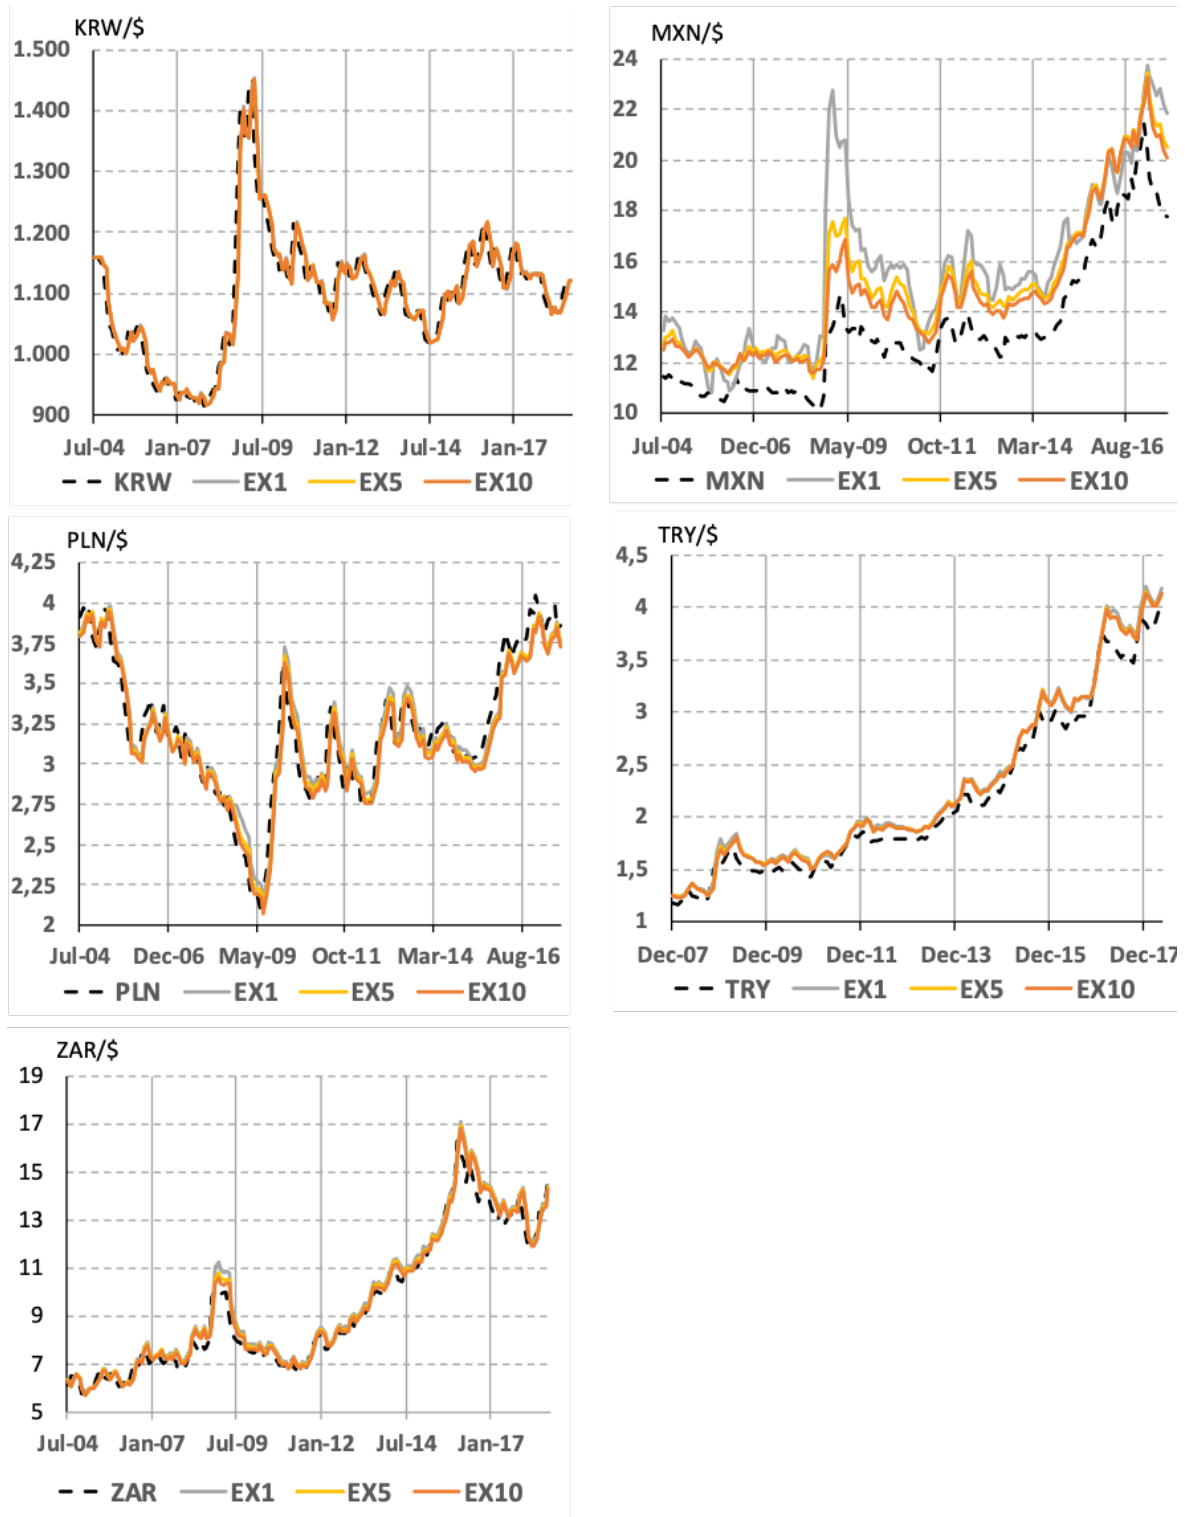 KRW/$
1.500
1.400
1.300
1.200
1.100
1.000
900
Jul-04 Jan-07 Jul-09 Jan-12 Jul-14 Jan-17
KRW EX1 EX5 EX10
MXN/$
24
22
20
18
16
14
12
10
Jul-04 Dec-06 May-09 Oct-11 Mar-14 Aug-16
MXN EX1 EX5 EX10
PLN/$
4,25
4
3,75
3,5
3,25
3
2,75
2,5
2,25
2
Jul-04 Dec-06 May-09 Oct-11 Mar-14 Aug-16
PLN EX1 EX5 EX10
TRY/$
4,5
4
3,5
3
2,5
2
1,5
1
Dec-07 Dec-09 Dec-11 Dec-13 Dec-15 Dec-17
TRY EX1 EX5 EX10
ZAR/$
19
17
15
13
11
9
7
5
Jul-04 Jan-07 Jul-09 Jan-12 Jul-14 Jan-17
ZAR EX1 EX5 EX10